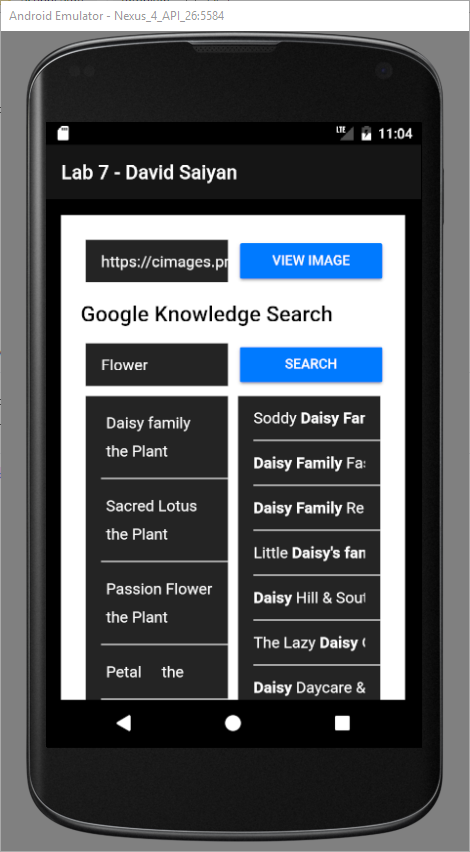 Android Emulator - Nexus_4_API_26:5584
LTE 11:04
Lab 7 - David Saiyan
https://cimages.pr
VIEW IMAGE
Google Knowledge Search
Flower
SEARCH
Daisy family
the Plant
Sacred Lotus
the Plant
Passion Flower
the Plant
Petal the
Soddy Daisy Far
Daisy Family Fa
Daisy Family Re
Little Daisy's fan
Daisy Hill & Sout
The Lazy Daisy
Daisy Daycare &